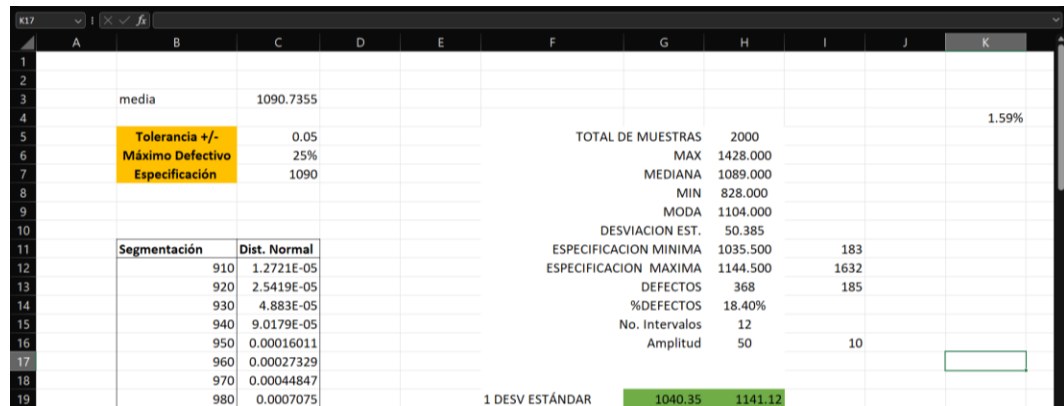 K17 fx
A B C D E F G H I J K
1
2
3 media 1090.7355
4 1.59%
5 Tolerancia +/- 0.05 TOTAL DE MUESTRAS 2000
6 Máximo Defectivo 25% MAX 1428.000
7 Especificación 1090 MEDIANA 1089.000
8 MIN 828.000
9 MODA 1104.000
10 DESVIACION EST. 50.385
11 Segmentación Dist. Normal ESPECIFICACION MINIMA 1035.500 183
12 910 1.2721E-05 ESPECIFICACION MAXIMA 1144.500 1632
13 920 2.5419E-05 DEFECTOS 368 185
14 930 4.883E-05 %DEFECTOS 18.40%
15 940 9.0179E-05 No. Intervalos 12
16 950 0.00016011 Amplitud 50 10
17 960 0.00027329
18 970 0.00044847
19 980 0.0007075 1 DESV ESTÁNDAR 1040.35 1141.12